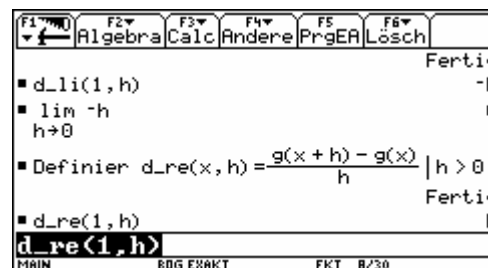 F1 F2 F3 F4 F5 F6
Algebra Calc Andere PrgEA Lösch
Ferti
d_li(1,h)
lim -h
h→0
Definier d_re(x,h)=g(x+h)-g(x)/h | h > 0
Ferti
d_re(1,h)
d_re(1,h)
MAIN BOG EXAKT FKT 8/30